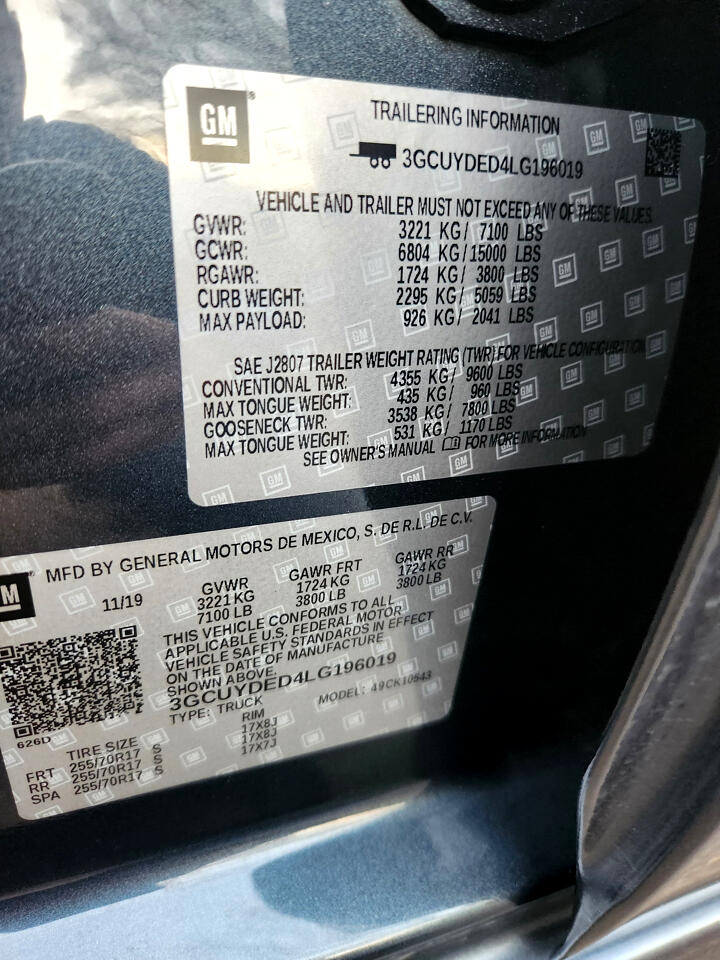 GM
TRAILERING INFORMATION
3GCUYDED4LG196019
VEHICLE AND TRAILER MUST NOT EXCEED ANY OF THESE VALUES.
GVWR: 3221 KG/ 7100 LBS
GCWR: 6804 KG/15000 LBS
RGAWR: 1724 KG/ 3800 LBS
CURB WEIGHT: 2295 KG/ 5059 LBS
MAX PAYLOAD: 926 KG/ 2041 LBS
SAE J2807 TRAILER WEIGHT RATING (TWR) FOR VEHICLE CONFIGURATION
CONVENTIONAL TWR: 4355 KG/ 9600 LBS
MAX TONGUE WEIGHT: 435 KG/ 960 LBS
GOOSENECK TWR: 3538 KG/ 7800 LBS
MAX TONGUE WEIGHT: 531 KG/ 1170 LBS
SEE OWNER'S MANUAL FOR MORE INFORMATION
GM
MFD BY GENERAL MOTORS DE MEXICO, S. DE R.L. DE C.V.
11/19 GVWR GAWR FRT GAWR RR
3221 KG 1724 KG 1724 KG
7100 LB 3800 LB 3800 LB
THIS VEHICLE CONFORMS TO ALL
APPLICABLE U.S. FEDERAL MOTOR
VEHICLE SAFETY STANDARDS IN EFFECT
ON THE DATE OF MANUFACTURE
SHOWN ABOVE.
3GCUYDED4LG196019
TYPE: TRUCK MODEL: 49CK10543
626D
TIRE SIZE RIM
FRT 255/70R17 S 17X8J
RR 255/70R17 S 17X8J
SPA 255/70R17 S 17X7J